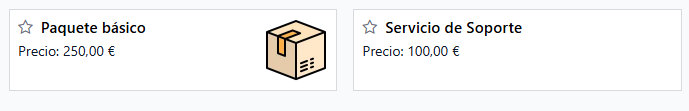 Paquete básico
Precio: 250,00 €
Servicio de Soporte
Precio: 100,00 €